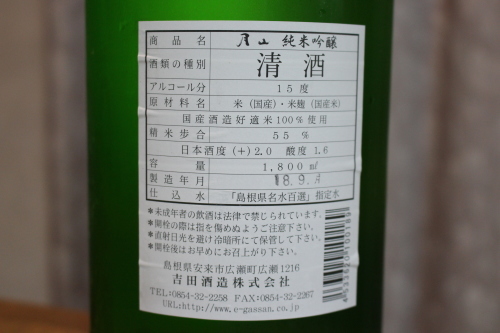 商品名 月山 純米吟醸
酒類の種別 清酒
アルコール分 15度
原材料名 米（国産）・米麹（国産米）
国産酒造好適米100％使用
精米歩合 55％
日本酒度（＋）2.0 酸度1.6
容量 1,800㎖
製造年月 18.9.
仕込水 「島根県名水百選」指定水
＊未成年者の飲酒は法律で禁じられています。
＊開栓の際は指を傷めぬようご注意下さい。
＊直射日光を避け冷暗所にて保管して下さい。
＊開栓後はお早めにお召上がり下さい。
島根県安来市広瀬町広瀬1216
吉田酒造株式会社
TEL:0854-32-2258 FAX:0854-32-2267
URL:http://www.e-gassan.co.jp/